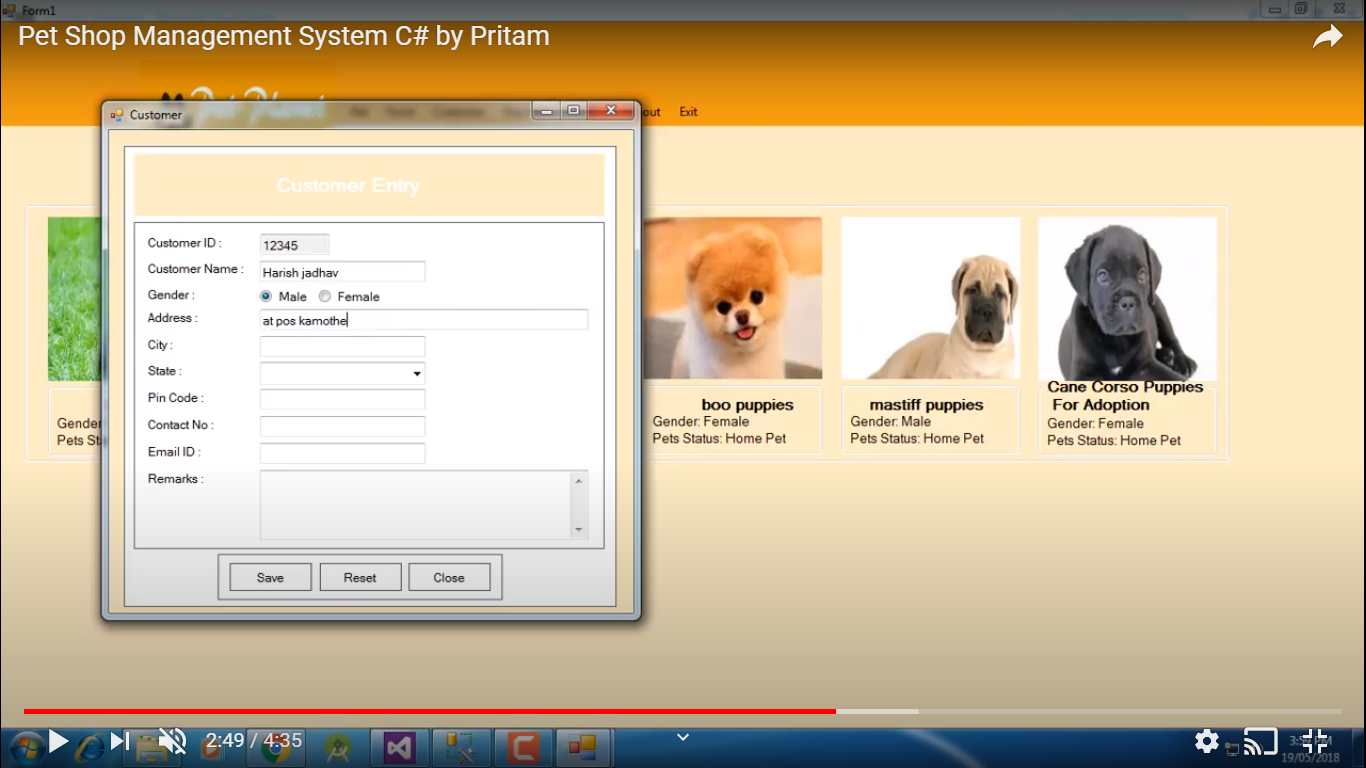 Form1
Pet Shop Management System C# by Pritam
Customer
out Exit
Customer Entry
Customer ID : 12345
Customer Name : Harish jadhav
Gender : Male Female
Address : at pos kamothe
City :
State :
Pin Code :
Contact No :
Email ID :
Remarks :
Save Reset Close
Gender
Pets St
boo puppies
Gender: Female
Pets Status: Home Pet
mastiff puppies
Gender: Male
Pets Status: Home Pet
Cane Corso Puppies
For Adoption
Gender: Female
Pets Status: Home Pet
2:49 / 4:35
3:59 PM
19/05/2018